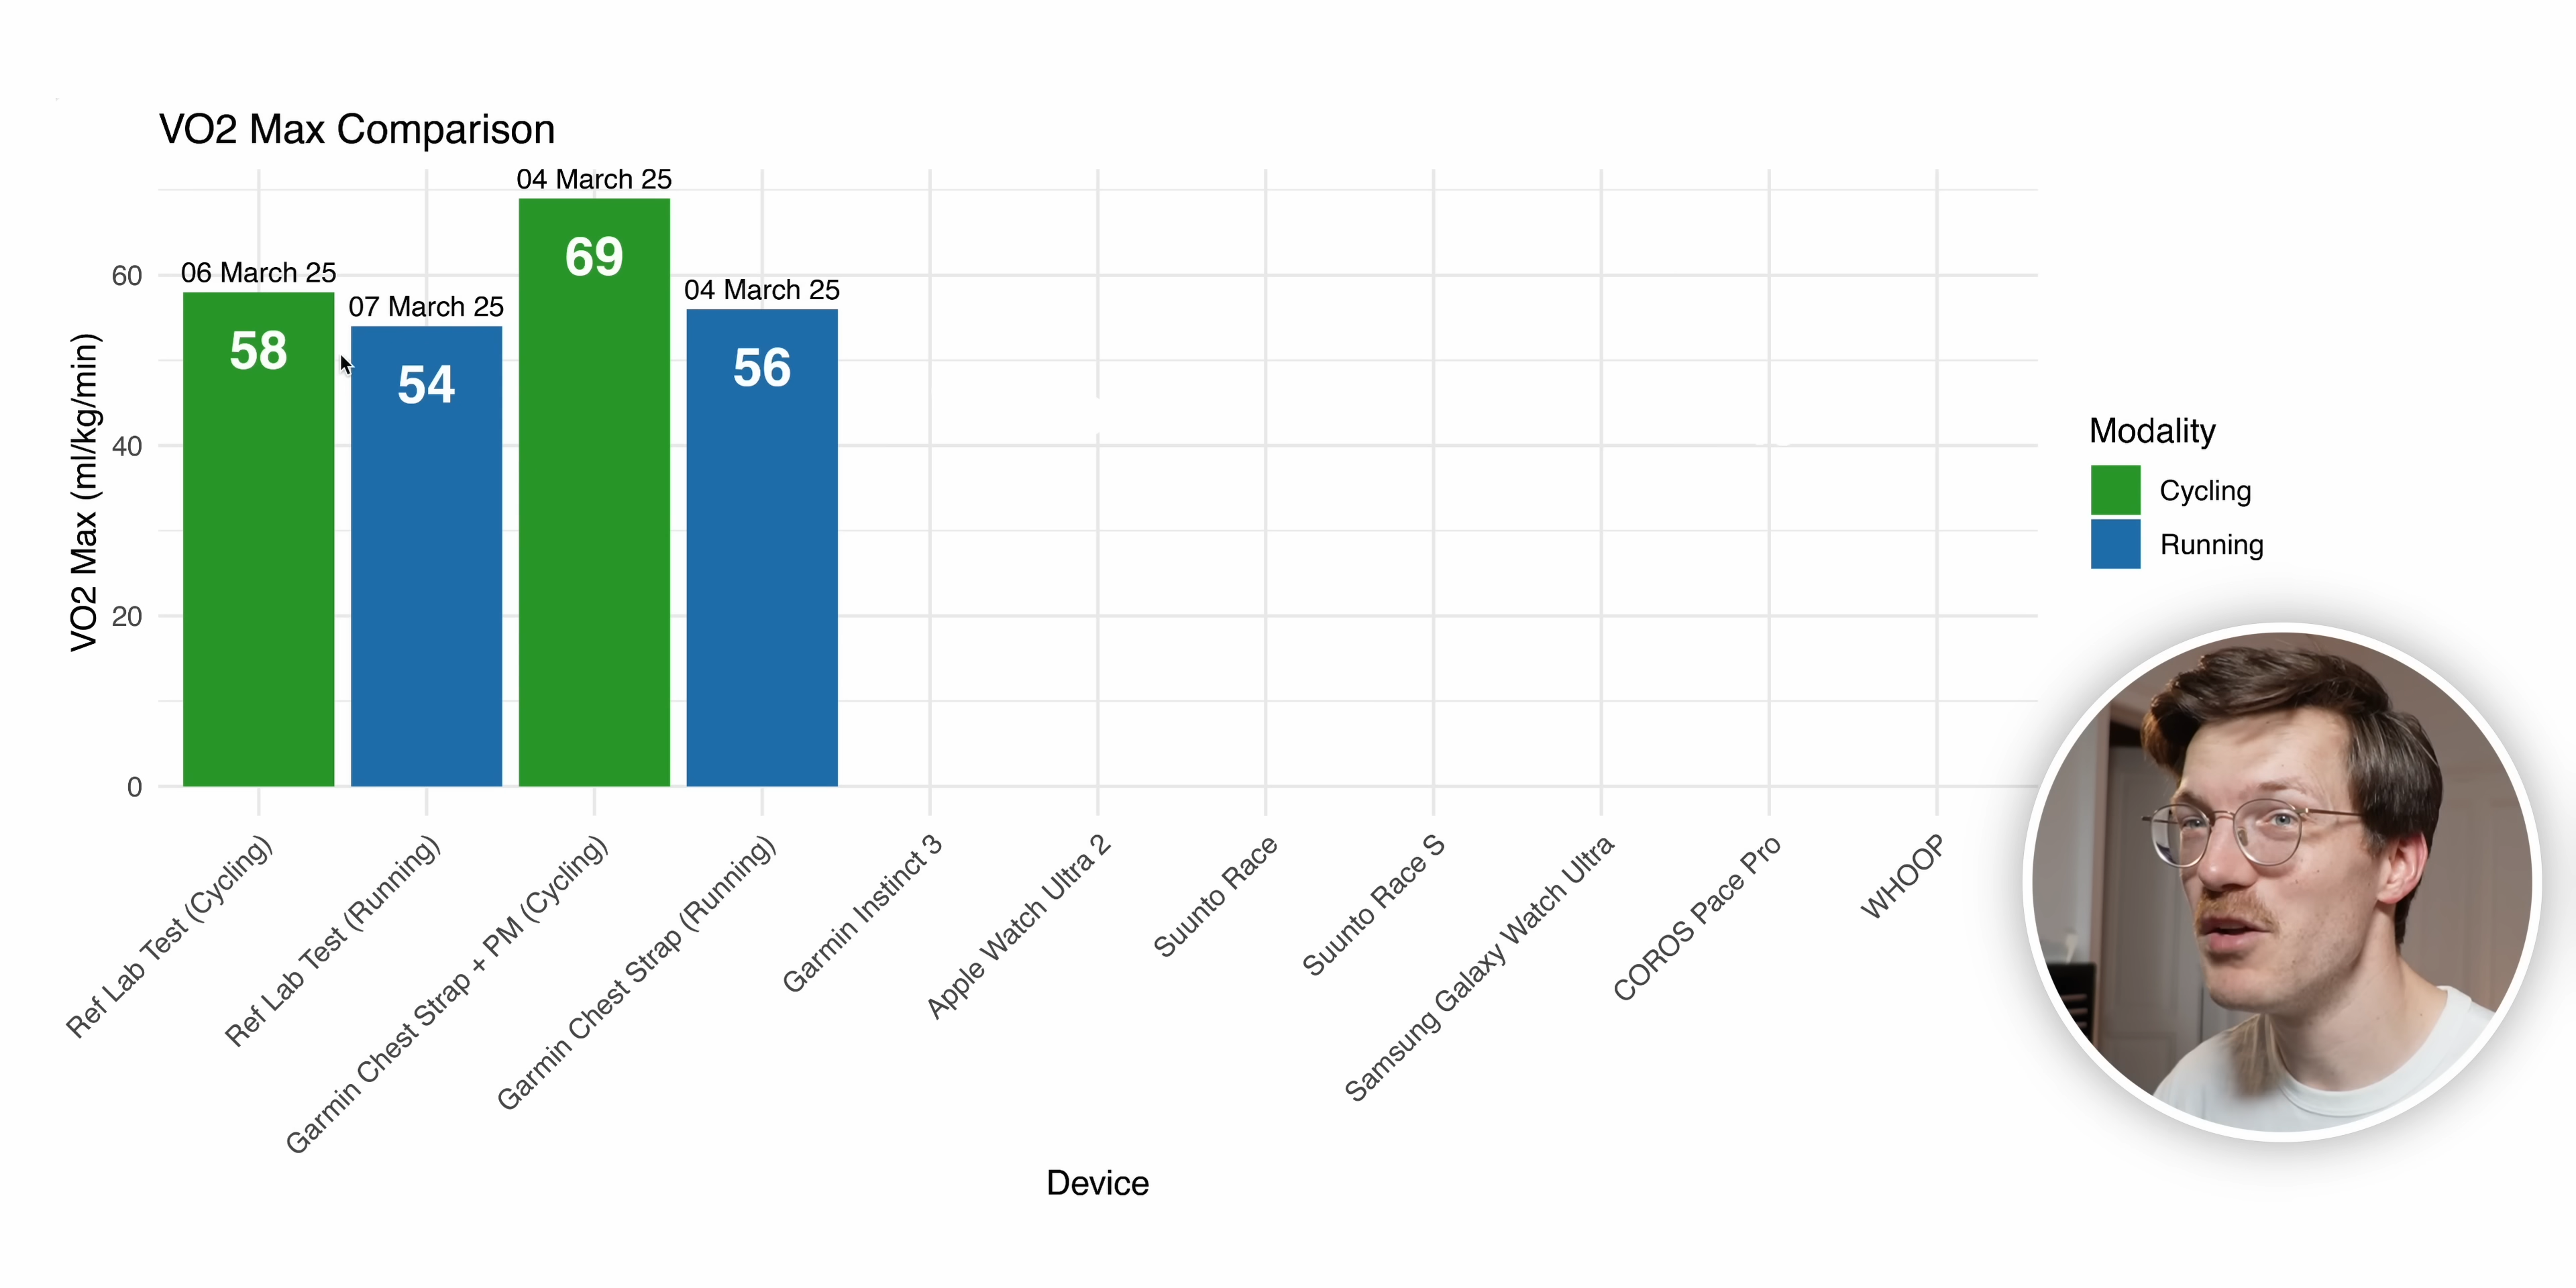 VO2 Max Comparison
04 March 25
06 March 25
04 March 25
07 March 25
69
58
56
54
60
40
20
0
VO2 Max (ml/kg/min)
Modality
Cycling
Running
Ref Lab Test (Cycling)
Ref Lab Test (Running)
Garmin Chest Strap + PM (Cycling)
Garmin Chest Strap (Running)
Garmin Instinct 3
Apple Watch Ultra 2
Suunto Race
Suunto Race S
Samsung Galaxy Watch Ultra
COROS Pace Pro
WHOOP
Device